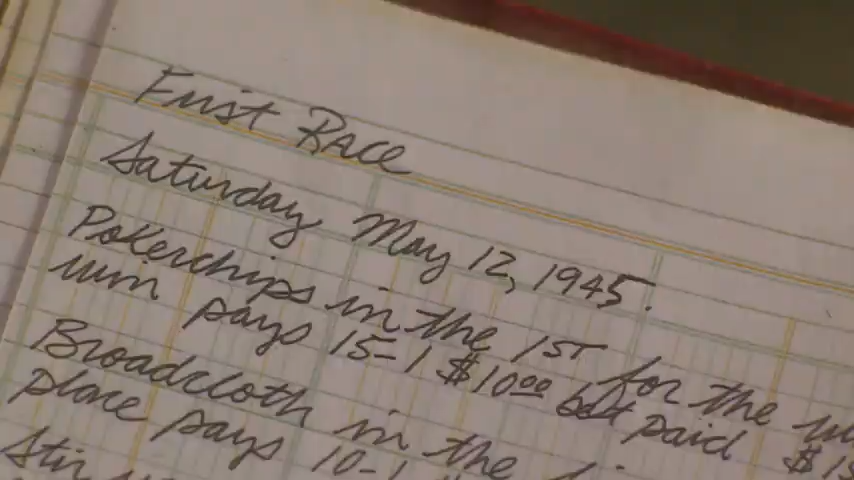 First Race
Saturday May 12, 1945.
Pokerchips in the 1st for the
win pays 15-1 $10.00 bet paid $15
Broadcloth in the
place pays 10-1
Stir